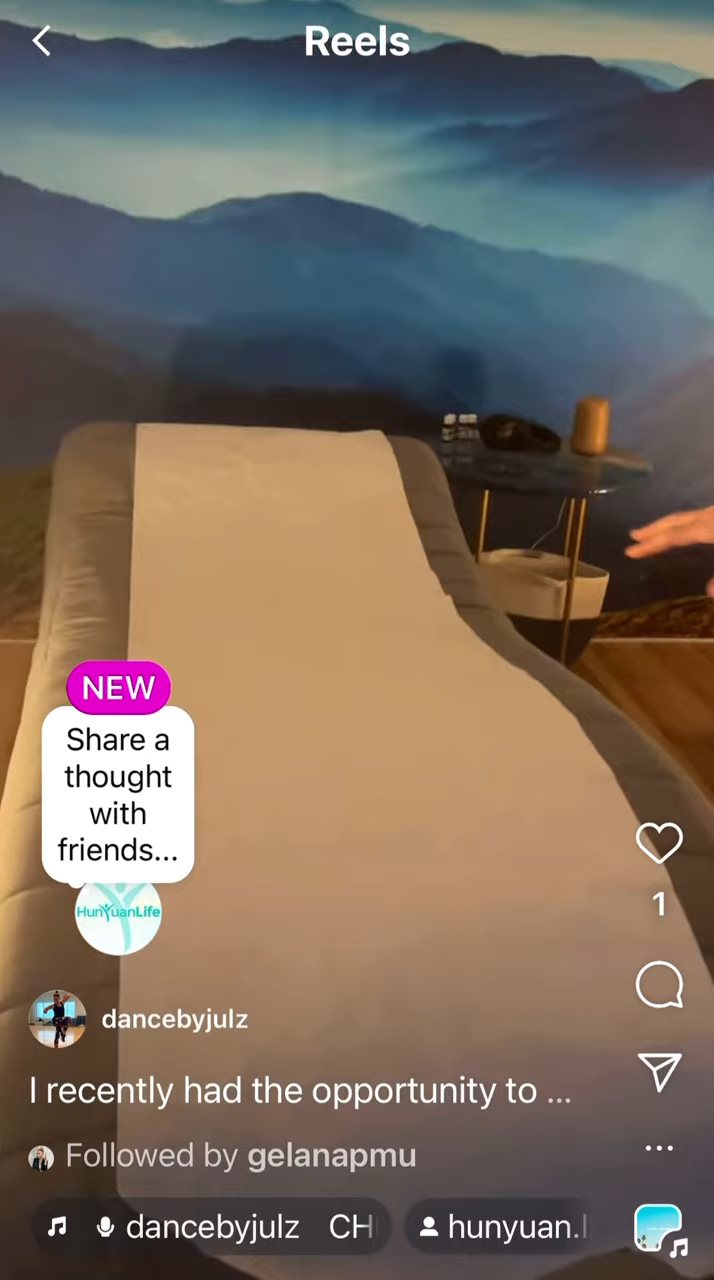 Reels
NEW
Share a
thought
with
friends...
HunYuanLife
1
dancebyjulz
I recently had the opportunity to ...
Followed by gelanapmu
dancebyjulz CH
hunyuan.l